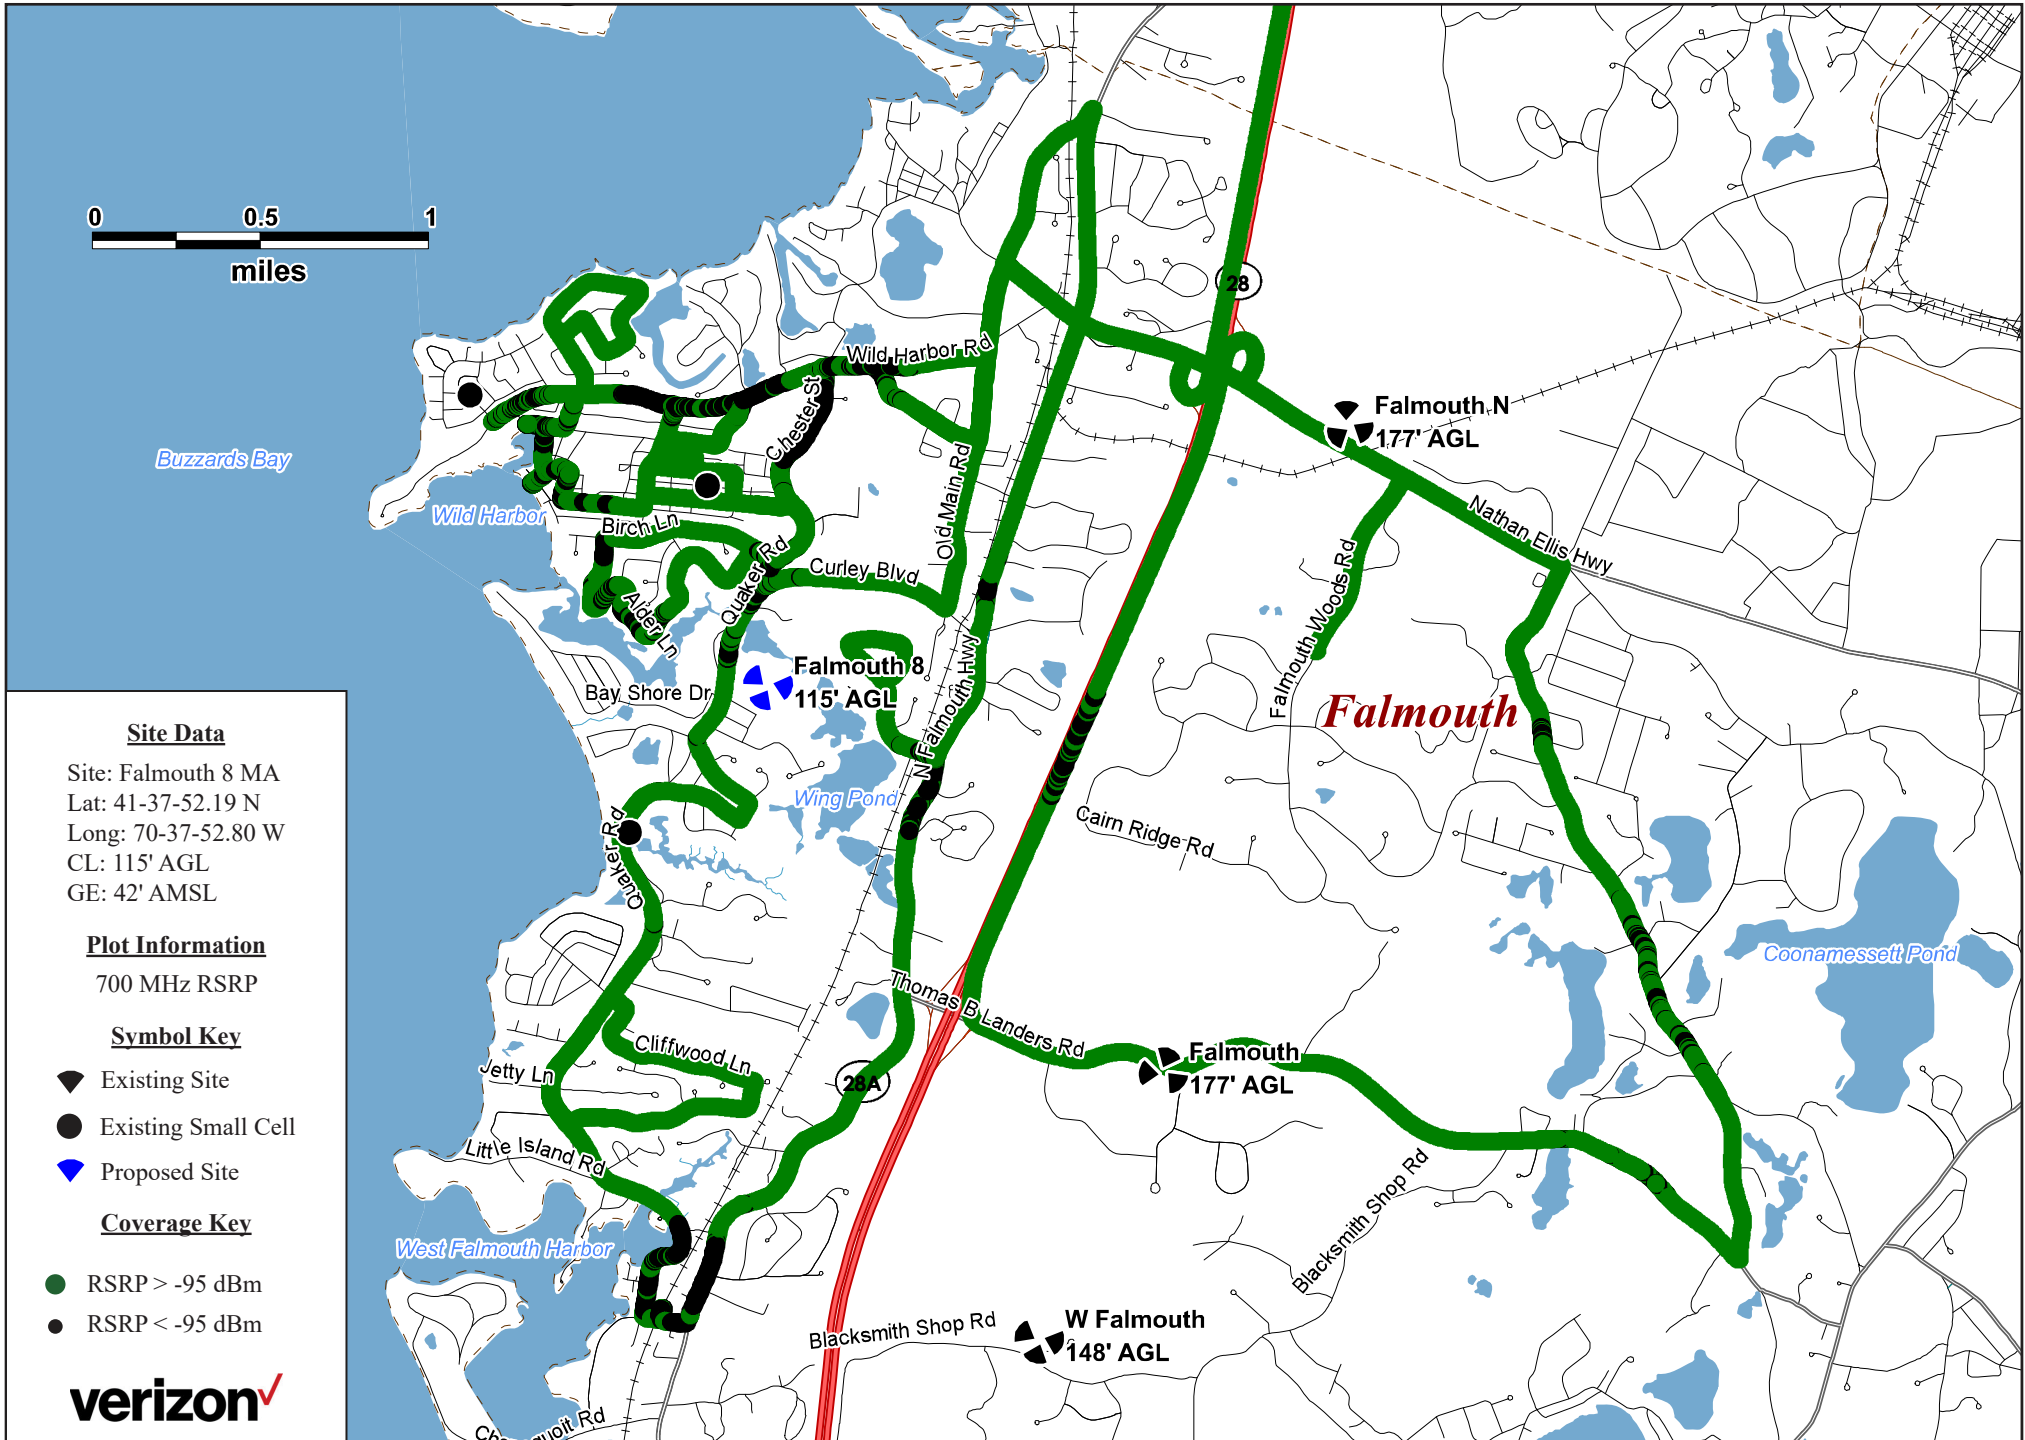 0 0.5 1
miles
28
Wild Harbor Rd
Chester St
Falmouth N
177' AGL
Buzzards Bay
Wild Harbor
Old Main Rd
Nathan Ellis Hwy
Birch Ln
Quaker Rd
Curley Blvd
Falmouth Woods Rd
Alder Ln
Falmouth 8
115' AGL
Bay Shore Dr
N Falmouth Hwy
Falmouth
Wing Pond
Cairn Ridge Rd
Quaker Rd
Coonamessett Pond
Thomas B Landers Rd
Cliffwood Ln
Jetty Ln
28A
Falmouth
177' AGL
Little Island Rd
Blacksmith Shop Rd
West Falmouth Harbor
Blacksmith Shop Rd
W Falmouth
148' AGL
Site Data
Site: Falmouth 8 MA
Lat: 41-37-52.19 N
Long: 70-37-52.80 W
CL: 115' AGL
GE: 42' AMSL
Plot Information
700 MHz RSRP
Symbol Key
Existing Site
Existing Small Cell
Proposed Site
Coverage Key
RSRP > -95 dBm
RSRP < -95 dBm
verizon